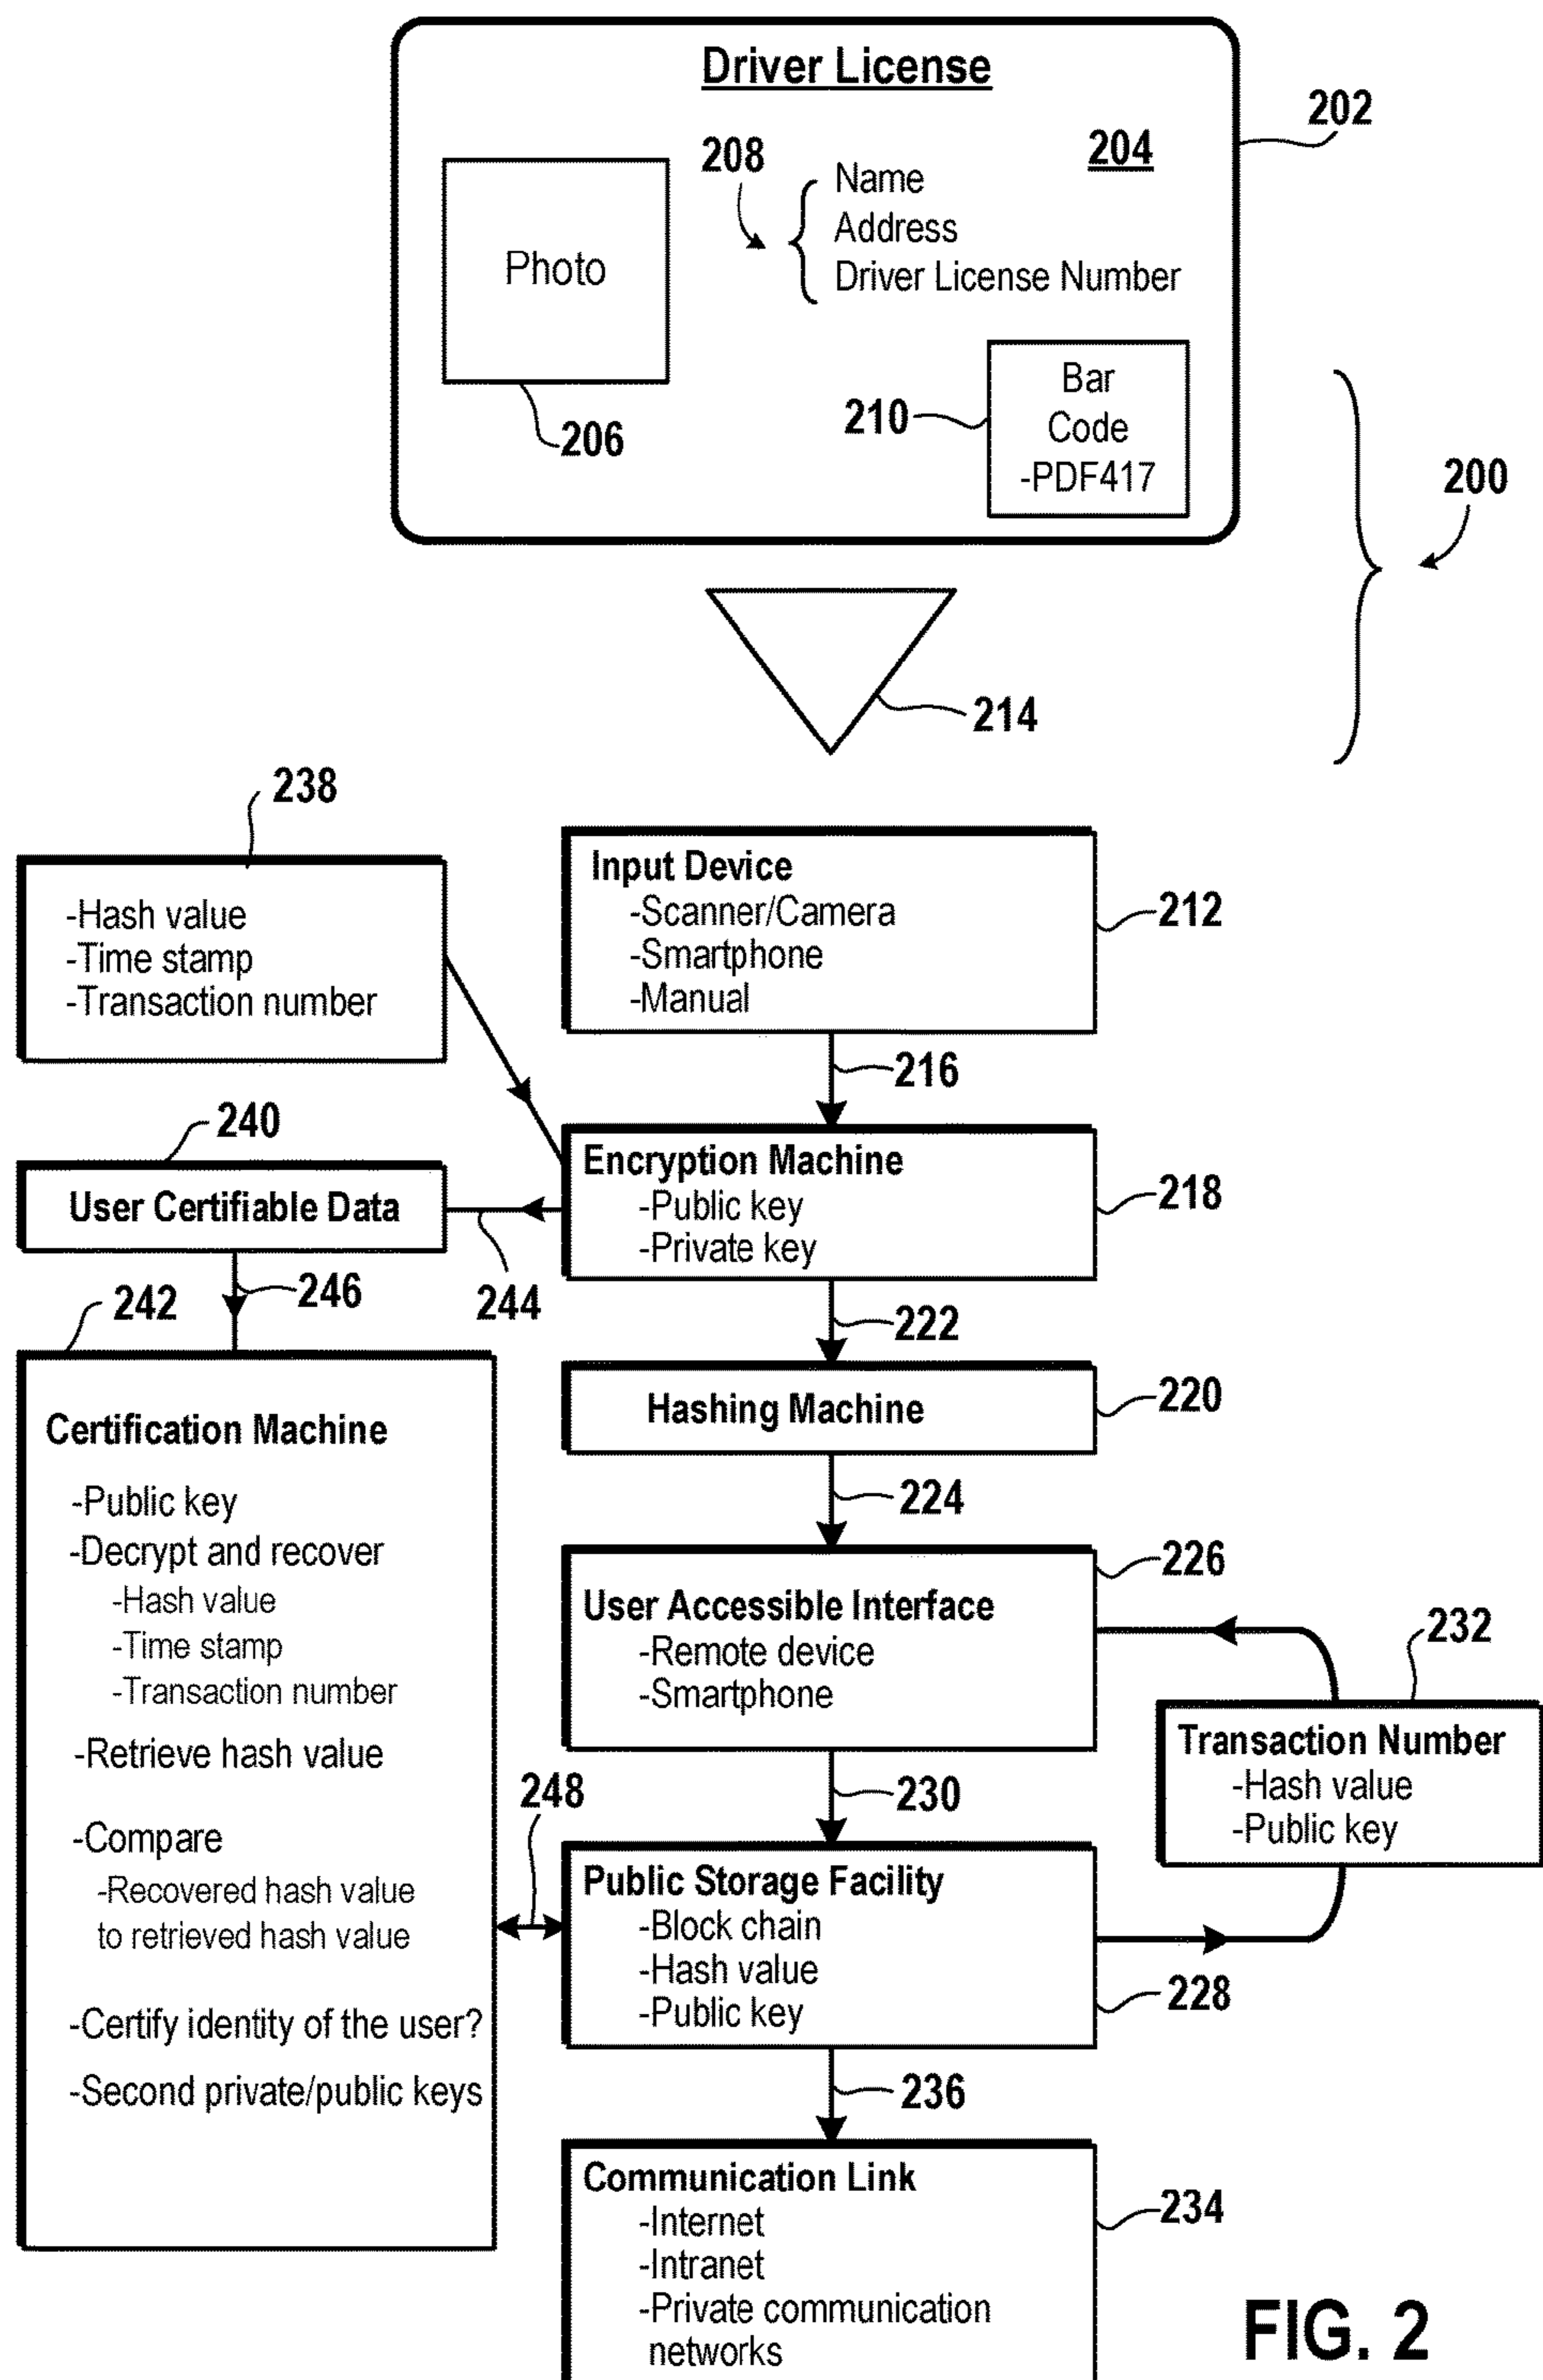 Driver License
202
204
208
Name
Address
Driver License Number
Photo
206
210
Bar
Code
-PDF417
200
214
238
-Hash value
-Time stamp
-Transaction number
Input Device
-Scanner/Camera
-Smartphone
-Manual
212
216
240
User Certifiable Data
Encryption Machine
-Public key
-Private key
218
244
246
222
242
Hashing Machine
220
224
Certification Machine
-Public key
-Decrypt and recover
-Hash value
-Time stamp
-Transaction number
-Retrieve hash value
-Compare
-Recovered hash value
to retrieved hash value
-Certify identity of the user?
-Second private/public keys
User Accessible Interface
-Remote device
-Smartphone
226
232
Transaction Number
-Hash value
-Public key
230
248
Public Storage Facility
-Block chain
-Hash value
-Public key
228
236
Communication Link
-Internet
-Intranet
-Private communication
networks
234
FIG. 2